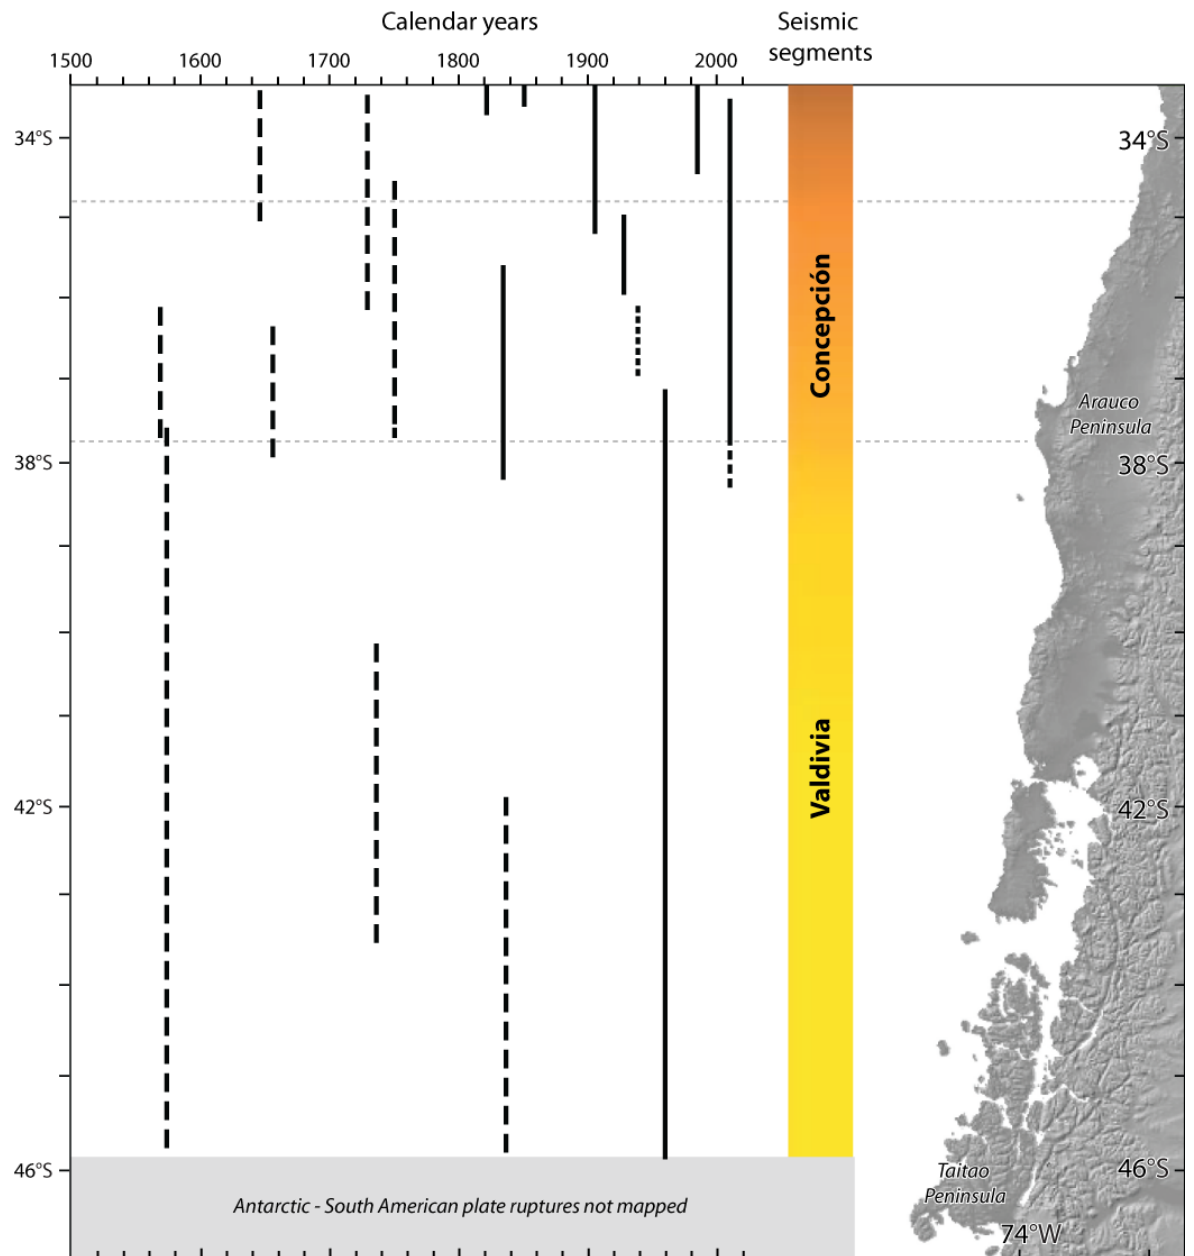 Calendar years
Seismic
segments
1500 1600 1700 1800 1900 2000
34°S
34°S
Concepción
Arauco
Peninsula
38°S
38°S
Valdivia
42°S
42°S
46°S
Taitao
Peninsula
46°S
Antarctic - South American plate ruptures not mapped
74°W